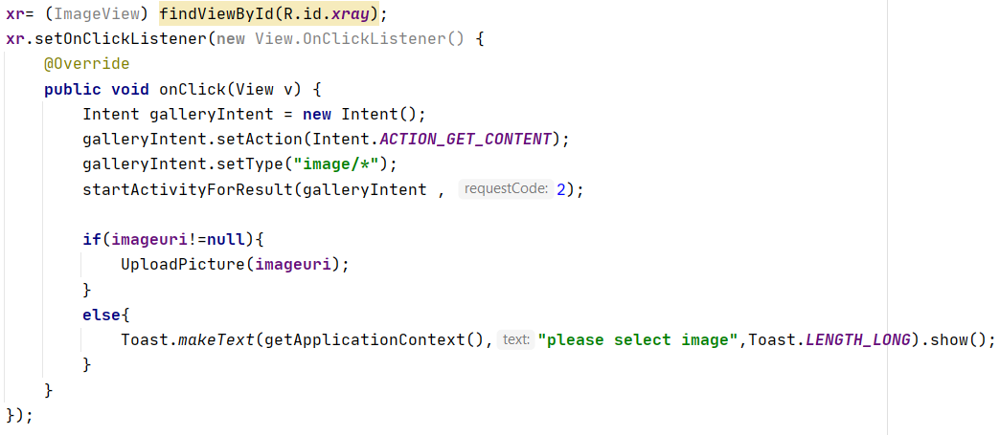 xr= (ImageView) findViewById(R.id.xray);
xr.setOnClickListener(new View.OnClickListener() {
@Override
public void onClick(View v) {
Intent galleryIntent = new Intent();
galleryIntent.setAction(Intent.ACTION_GET_CONTENT);
galleryIntent.setType("image/*");
startActivityForResult(galleryIntent , requestCode: 2);
if(imageuri!=null){
UploadPicture(imageuri);
}
else{
Toast.makeText(getApplicationContext(), text: "please select image",Toast.LENGTH_LONG).show();
}
}
});